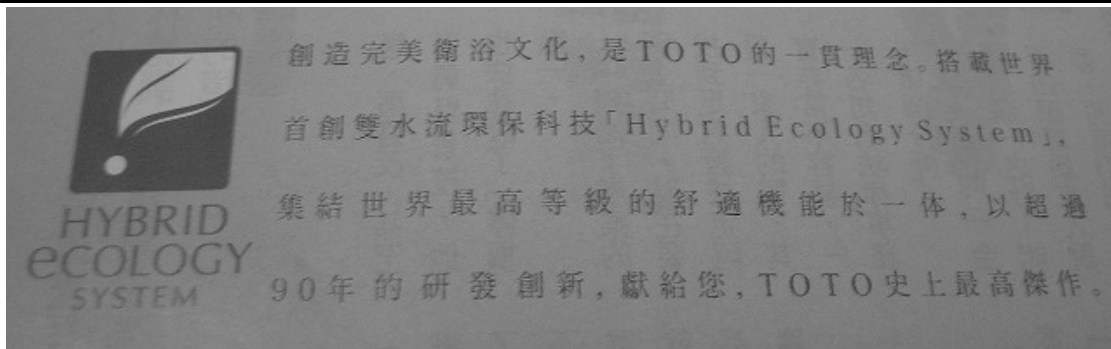 創造完美衛浴文化,是TOTO的一貫理念。搭載世界
首創雙水流環保科技「Hybrid Ecology System」,
集結世界最高等級的舒適機能於一体,以超過
90年的研發創新,獻給您,TOTO史上最高傑作。
HYBRID
eCOLOGY
SYSTEM